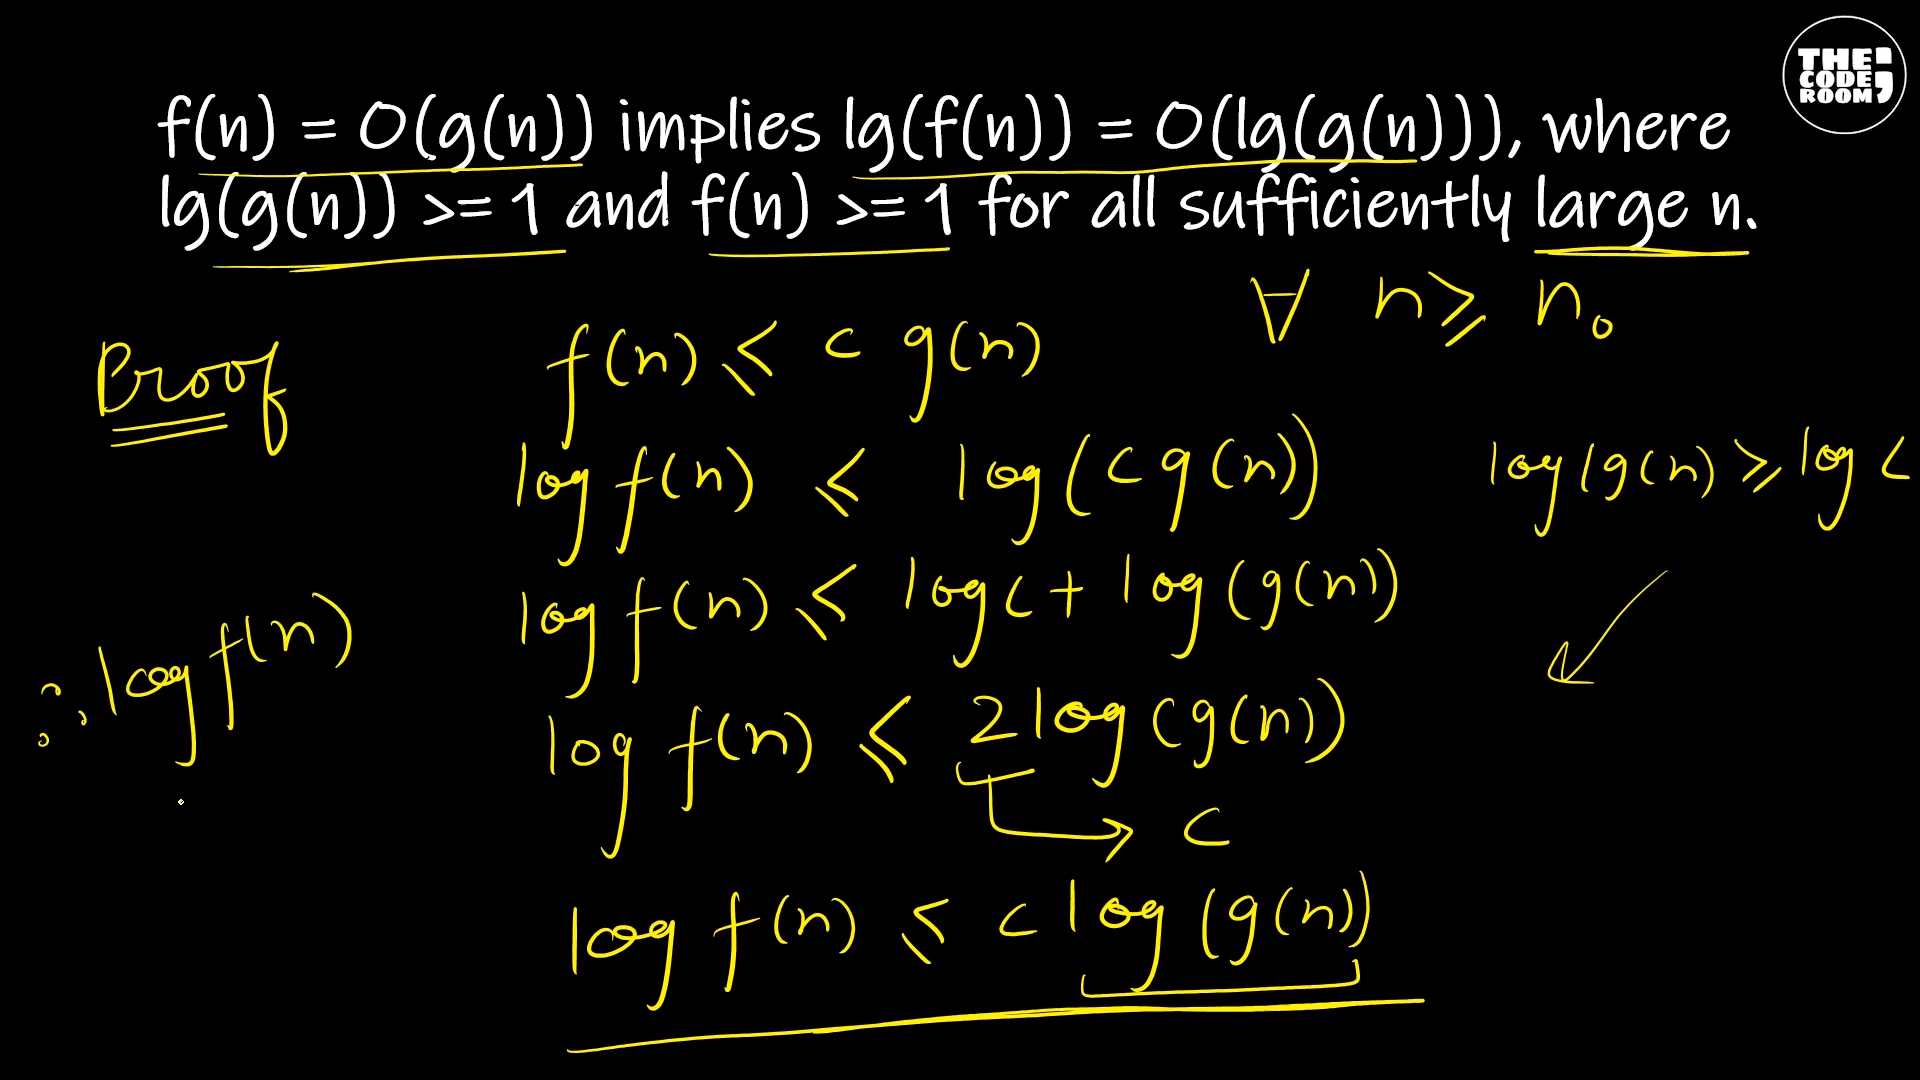 THE
CODE
ROOM;
f(n) = O(g(n)) implies lg(f(n)) = O(lg(g(n))), where
lg(g(n)) >= 1 and f(n) >= 1 for all sufficiently large n.
∀ n ⩾ n₀
Proof
f(n) ⩽ c g(n)
log f(n) ⩽ log(c g(n))
log(g(n) ⩾ log c
log f(n) ⩽ log c + log(g(n))
∴ log f(n)
log f(n) ⩽ 2 log(g(n))
→ c
log f(n) ⩽ c log(g(n))